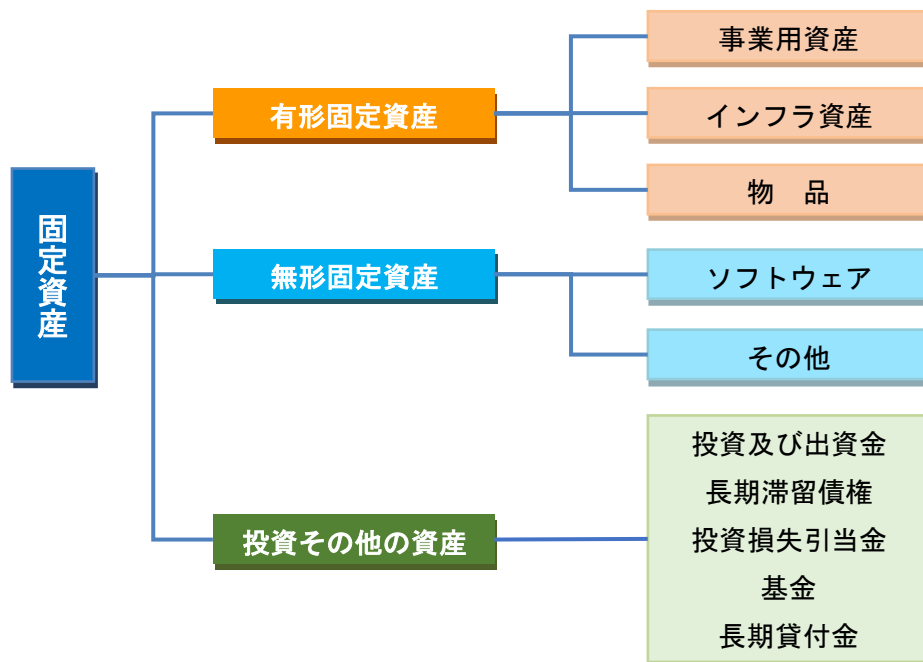 固定資産
有形固定資産
事業用資産
インフラ資産
物　品
無形固定資産
ソフトウェア
その他
投資その他の資産
投資及び出資金
長期滞留債権
投資損失引当金
基金
長期貸付金